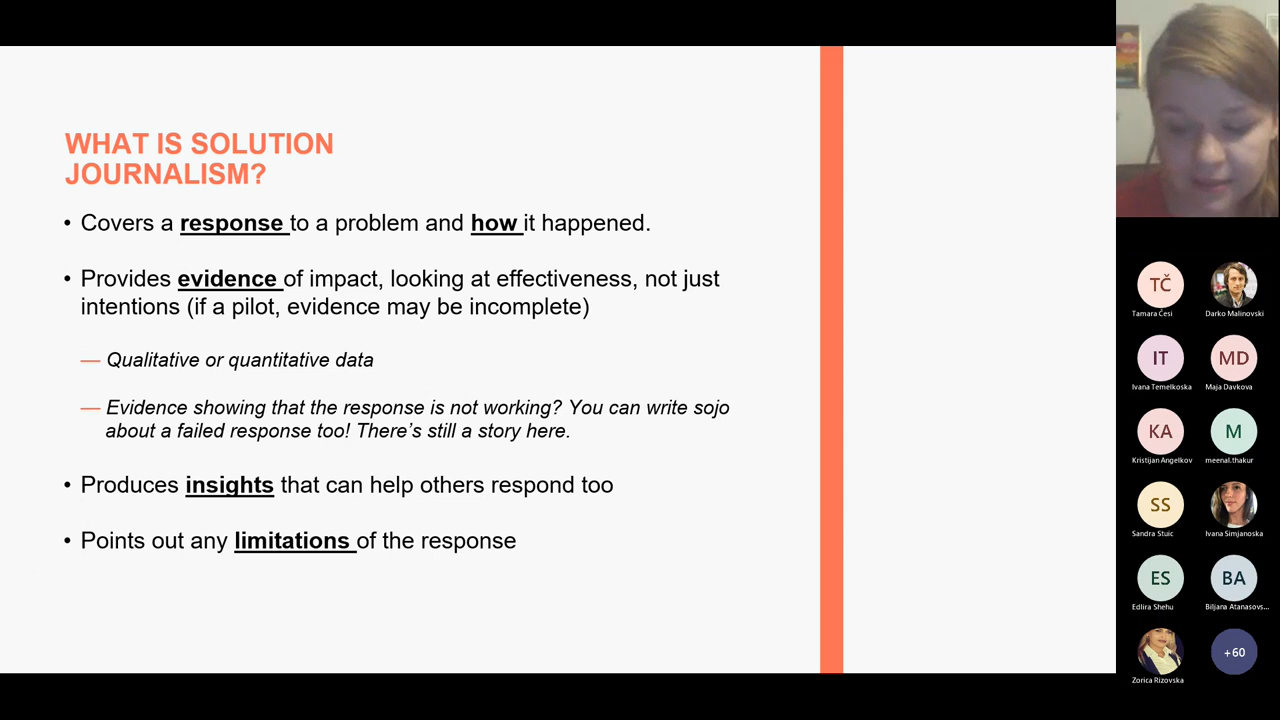 WHAT IS SOLUTION
JOURNALISM?
• Covers a response to a problem and how it happened.
• Provides evidence of impact, looking at effectiveness, not just
intentions (if a pilot, evidence may be incomplete)
— Qualitative or quantitative data
— Evidence showing that the response is not working? You can write sojo
about a failed response too! There's still a story here.
• Produces insights that can help others respond too
• Points out any limitations of the response
TČ
Tamara Česi
Darko Malinovski
IT
Ivana Temelkoska
MD
Maja Davkova
KA
Kristijan Angelkov
M
meenal.thakur
SS
Sandra Stuic
Ivana Simjanoska
ES
Edlira Shehu
BA
Biljana Atanasovs...
Zorica Rizovska
+60